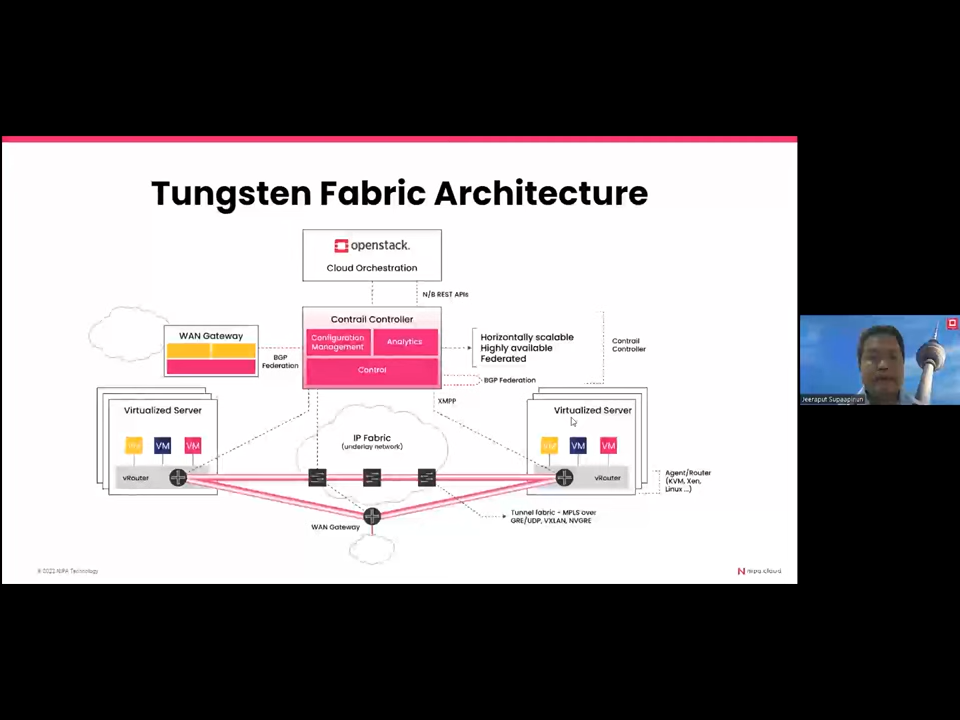 Tungsten Fabric Architecture
openstack.
Cloud Orchestration
N/B REST APIs
Contrail Controller
Configuration
Management
Analytics
Control
WAN Gateway
BGP
Federation
Horizontally scalable
Highly available
Federated
Contrail
Controller
BGP Federation
XMPP
Virtualized Server
VM
VM
VM
vRouter
IP Fabric
(underlay network)
Virtualized Server
VM
VM
VM
vRouter
Agent/Router
(KVM, Xen,
Linux ...)
WAN Gateway
Tunnel fabric - MPLS over
GRE/UDP, VXLAN, NVGRE
NIPA Technology
nipa.cloud
Jeeraput Supaapinun